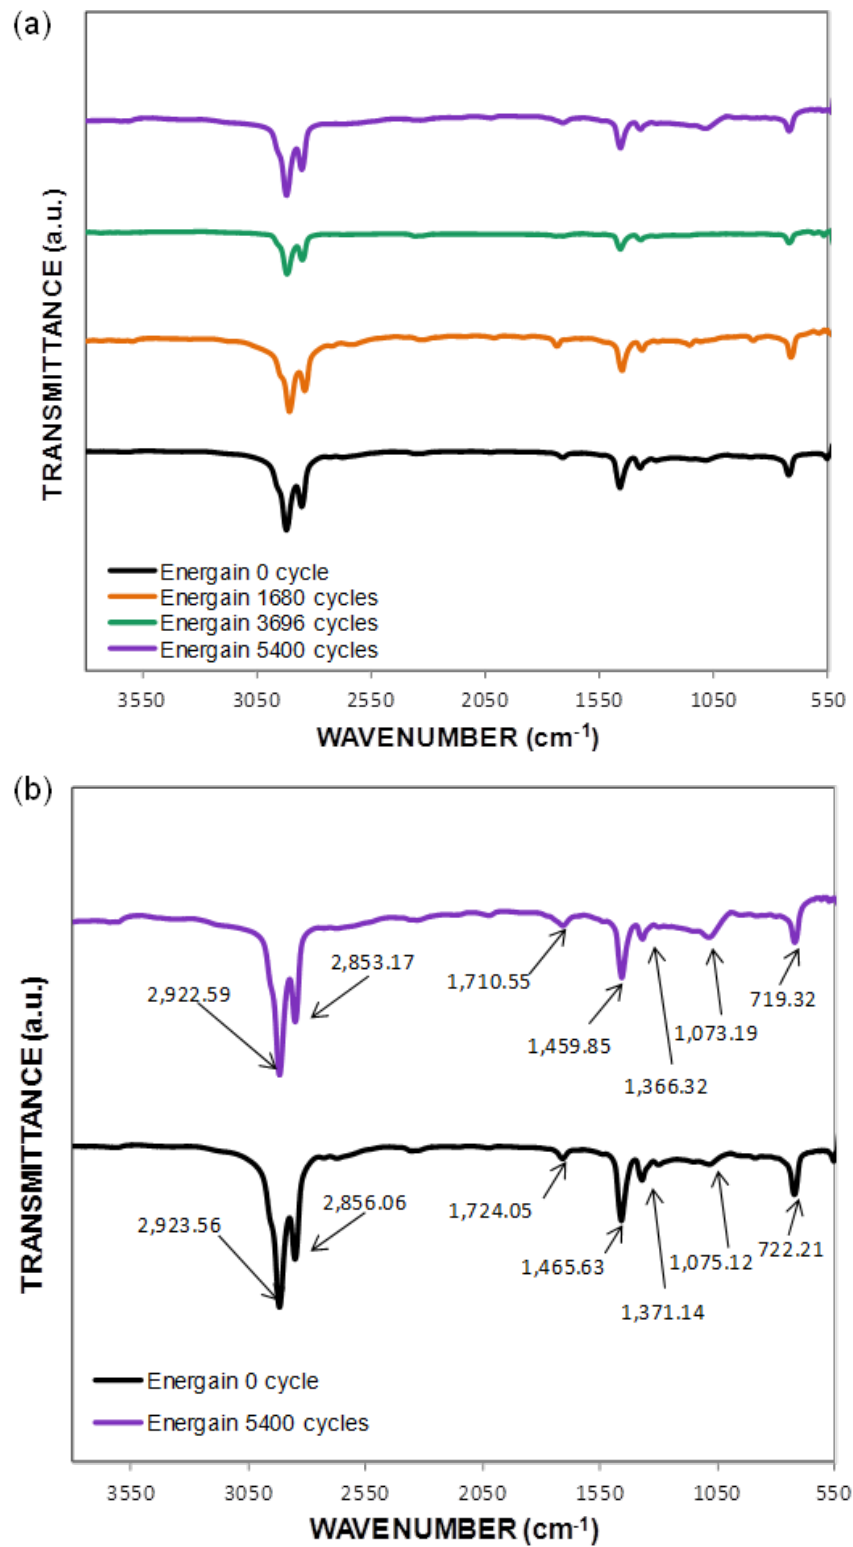 (a)
TRANSMITTANCE (a.u.)
Energain 0 cycle
Energain 1680 cycles
Energain 3696 cycles
Energain 5400 cycles
3550 3050 2550 2050 1550 1050 550
WAVENUMBER (cm-1)
(b)
TRANSMITTANCE (a.u.)
2,922.59
2,853.17
1,710.55
1,459.85
1,366.32
1,073.19
719.32
2,923.56
2,856.06
1,724.05
1,465.63
1,371.14
1,075.12
722.21
Energain 0 cycle
Energain 5400 cycles
3550 3050 2550 2050 1550 1050 550
WAVENUMBER (cm-1)